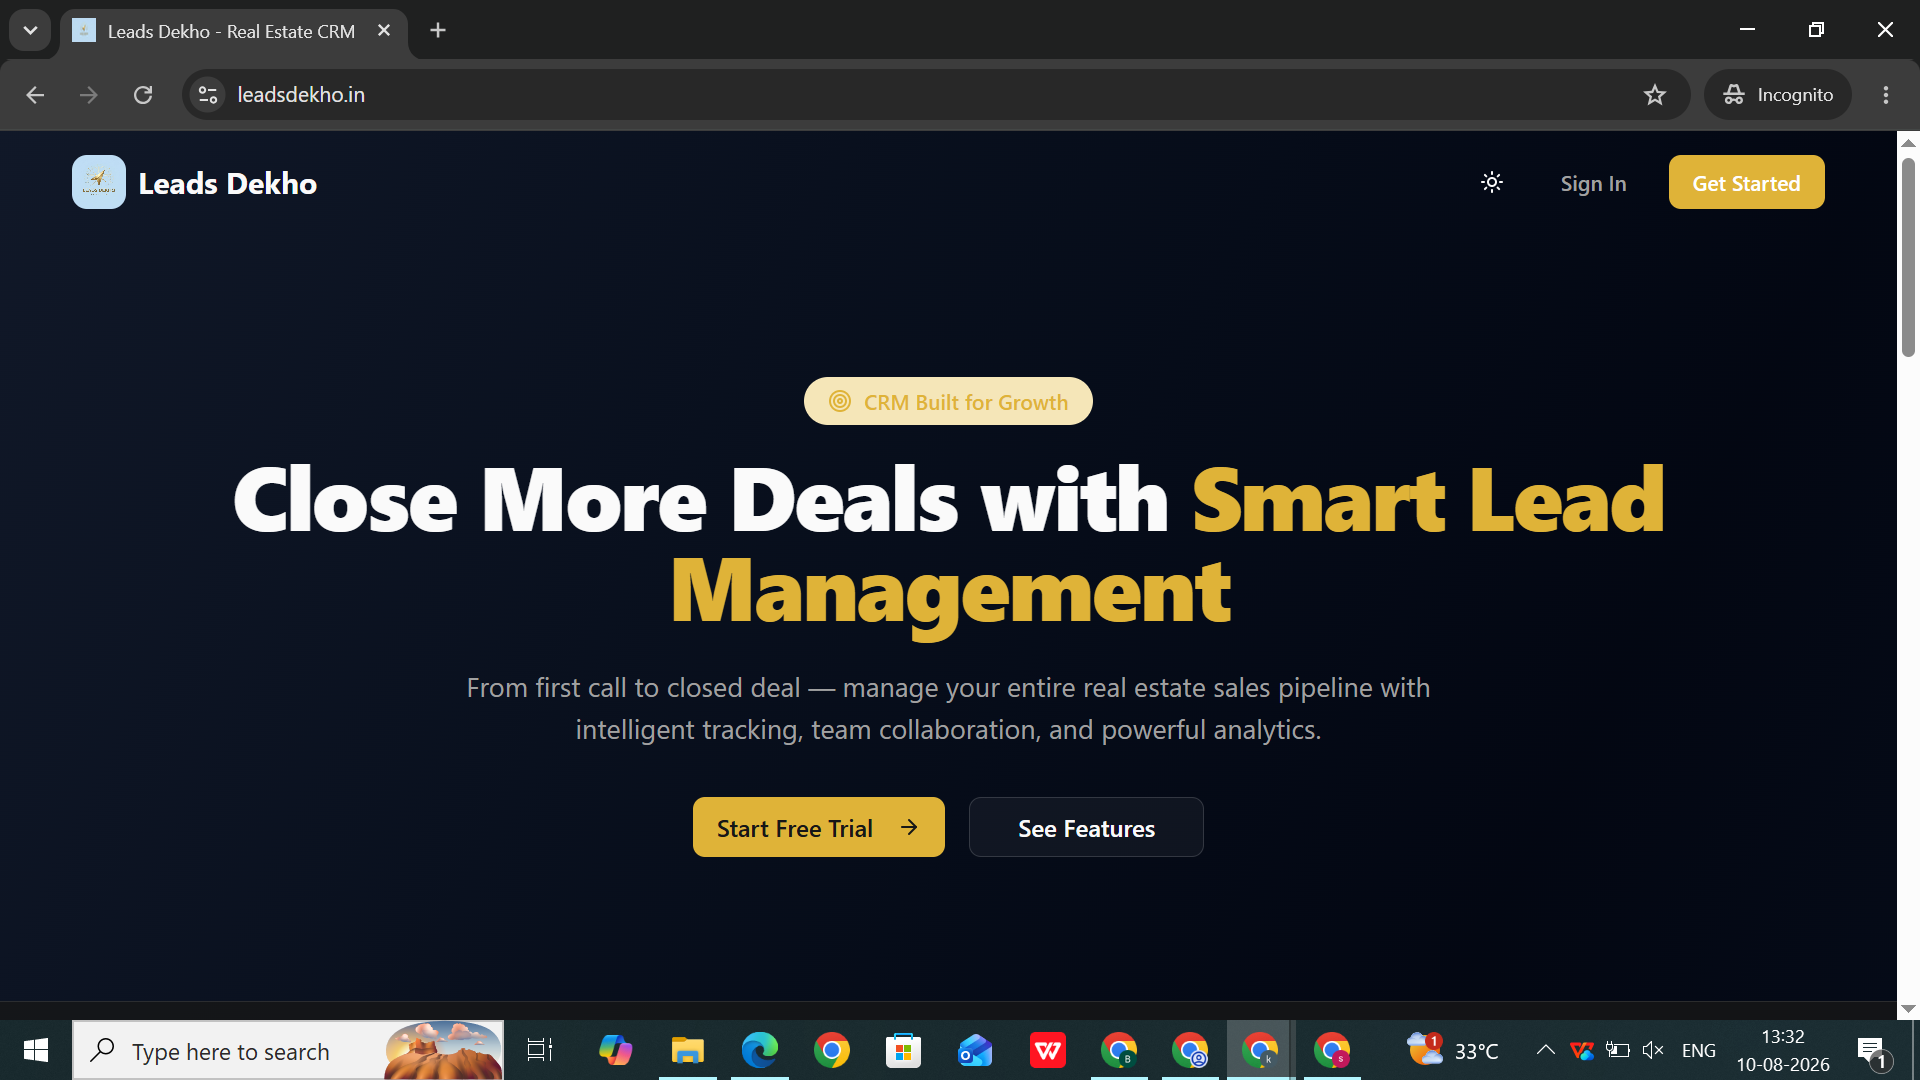 Leads Dekho - Real Estate CRM
leadsdekho.in
Incognito
Leads Dekho
Sign In
Get Started
CRM Built for Growth
Close More Deals with Smart Lead
Management
From first call to closed deal — manage your entire real estate sales pipeline with
intelligent tracking, team collaboration, and powerful analytics.
Start Free Trial
See Features
Type here to search
B
k
s
1
33°C
ENG
13:32
10-08-2026
1